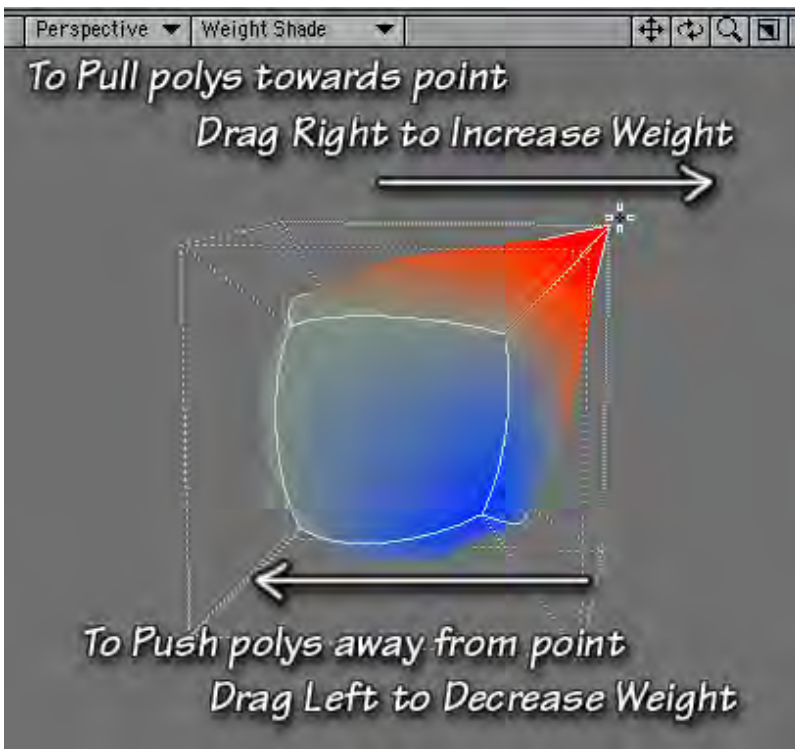 Perspective Weight Shade
To Pull polys towards point
Drag Right to Increase Weight
To Push polys away from point
Drag Left to Decrease Weight